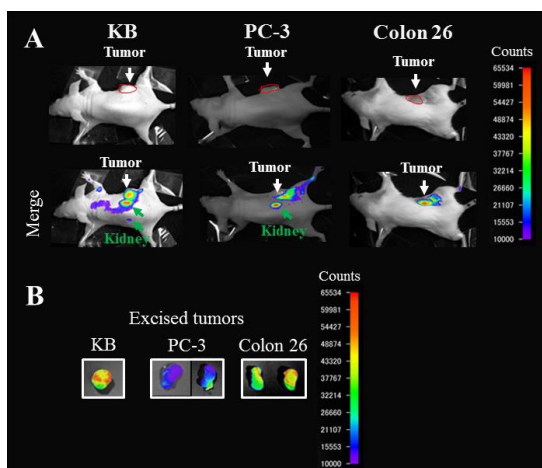 A
KB
PC-3
Colon 26
Tumor
Tumor
Tumor
Counts
65534
59981
54427
48874
43320
37767
32214
26660
21107
15553
10000
Merge
Tumor
Tumor
Tumor
Kidney
Kidney
B
Excised tumors
KB
PC-3
Colon 26
Counts
65534
59981
54427
48874
43320
37767
32214
26660
21107
15553
10000